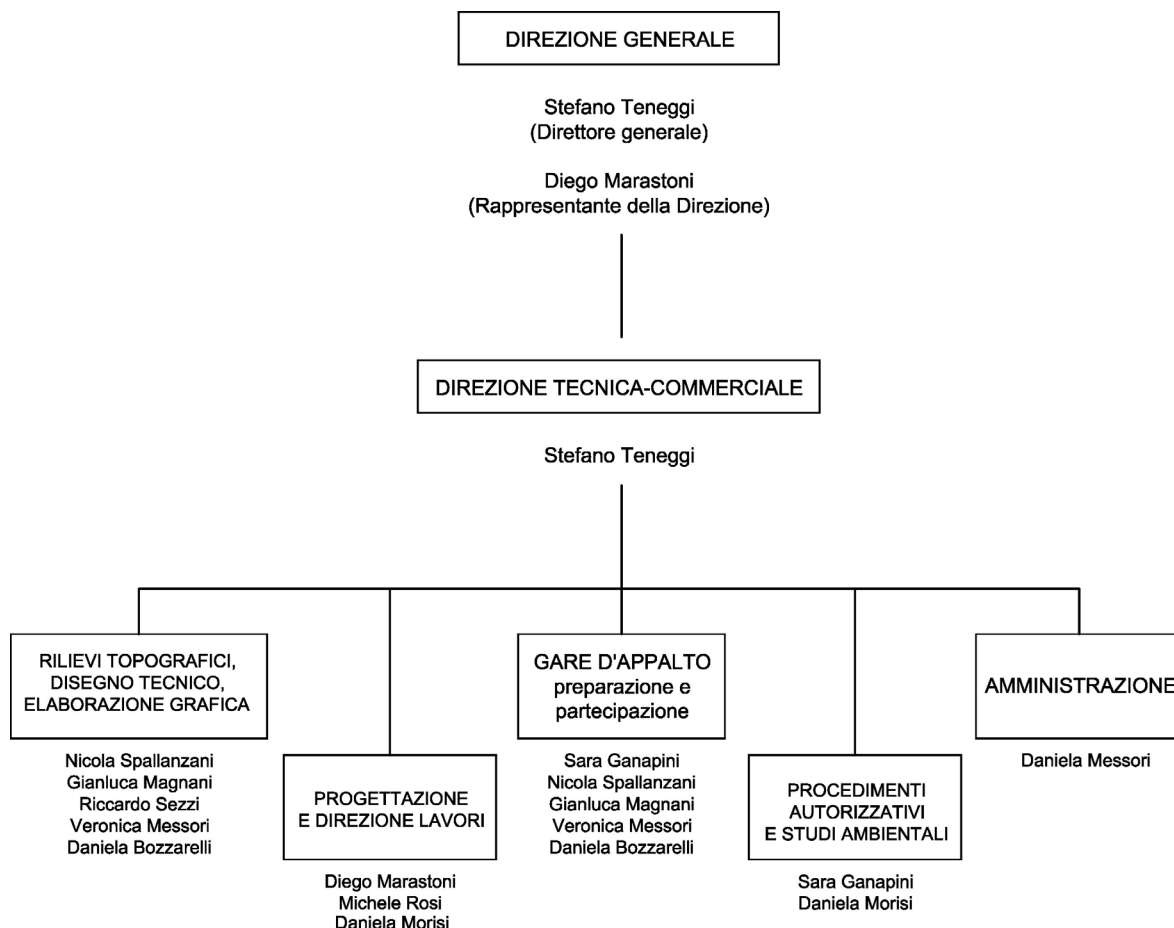 DIREZIONE GENERALE
Stefano Teneggi
(Direttore generale)
Diego Marastoni
(Rappresentante della Direzione)
DIREZIONE TECNICA-COMMERCIALE
Stefano Teneggi
RILIEVI TOPOGRAFICI,
DISEGNO TECNICO,
ELABORAZIONE GRAFICA
Nicola Spallanzani
Gianluca Magnani
Riccardo Sezzi
Veronica Messori
Daniela Bozzarelli
PROGETTAZIONE
E DIREZIONE LAVORI
Diego Marastoni
Michele Rosi
Daniela Morisi
GARE D'APPALTO
preparazione e
partecipazione
Sara Ganapini
Nicola Spallanzani
Gianluca Magnani
Veronica Messori
Daniela Bozzarelli
PROCEDIMENTI
AUTORIZZATIVI
E STUDI AMBIENTALI
Sara Ganapini
Daniela Morisi
AMMINISTRAZIONE
Daniela Messori